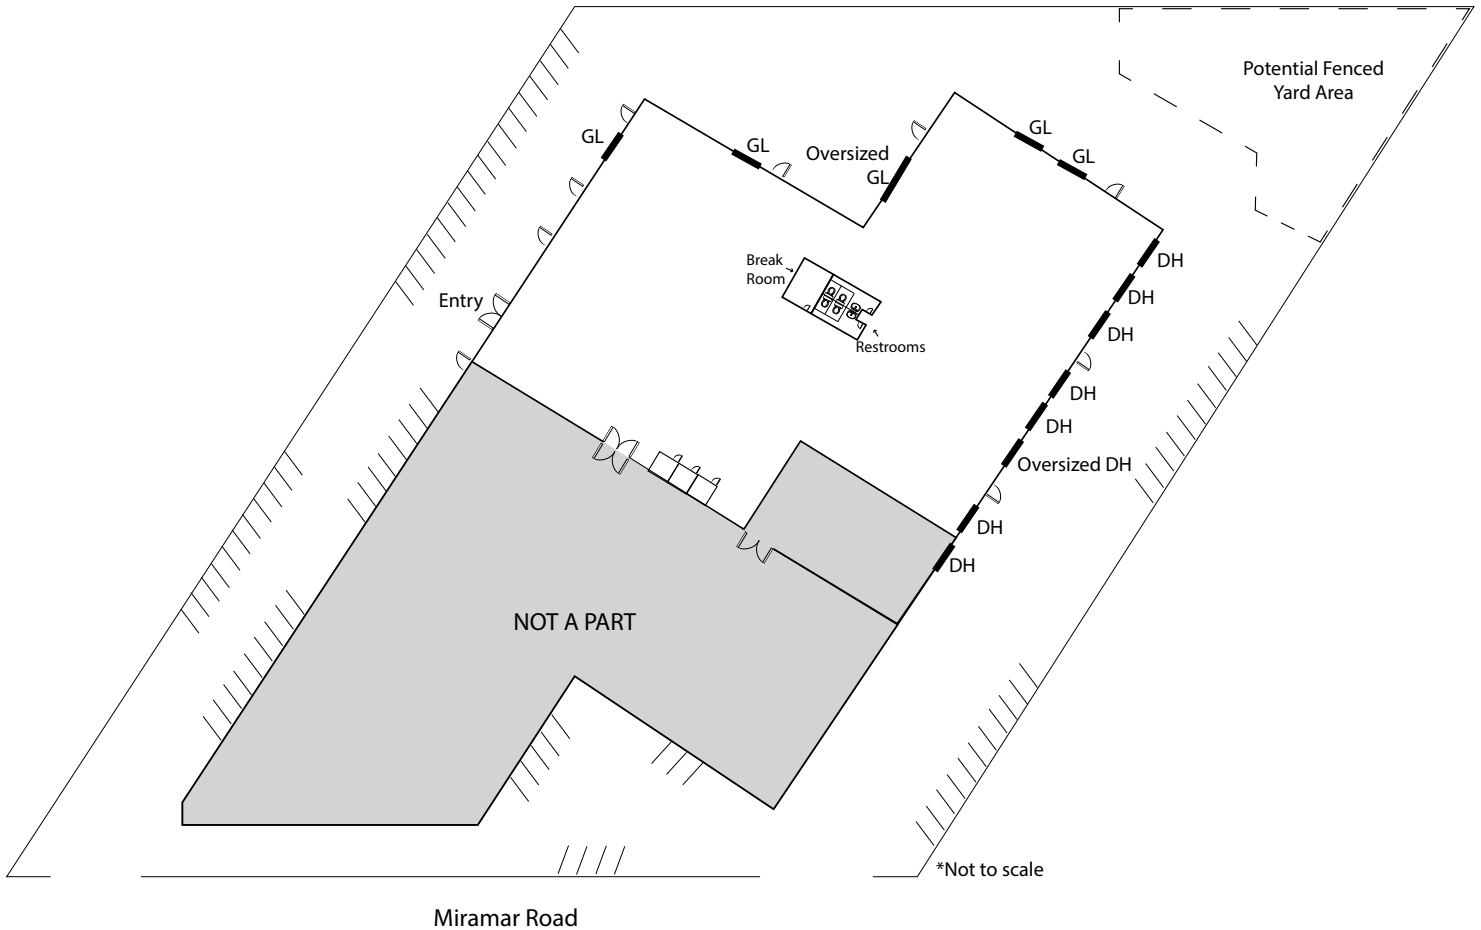 Potential Fenced
Yard Area
GL
GL
GL
Oversized
GL
GL
Break
Room
DH
DH
Entry
DH
Restrooms
DH
DH
Oversized DH
DH
DH
NOT A PART
*Not to scale
Miramar Road